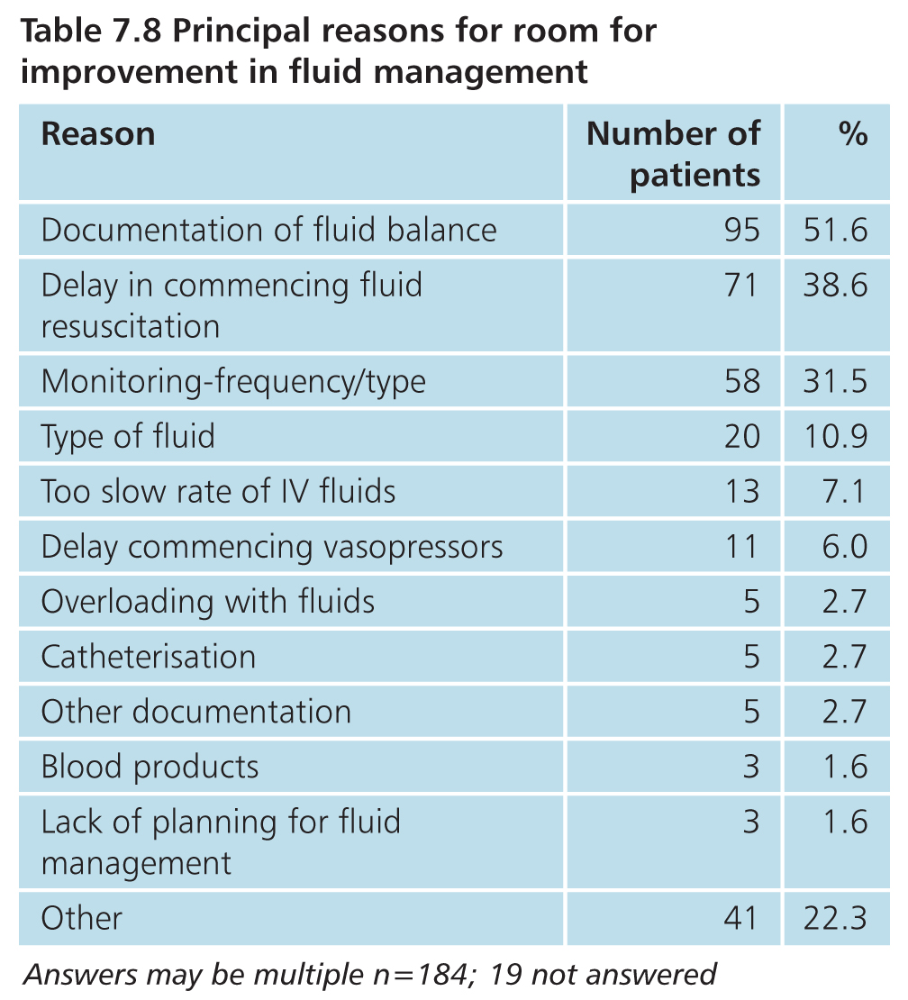 Table 7.8 Principal reasons for room for
improvement in fluid management
Reason Number of %
patients
Documentation of fluid balance 95 51.6
Delay in commencing fluid 71 38.6
resuscitation
Monitoring-frequency/type 58 31.5
Type of fluid 20 10.9
Too slow rate of IV fluids 13 7.1
Delay commencing vasopressors 11 6.0
Overloading with fluids 5 2.7
Catheterisation 5 2.7
Other documentation 5 2.7
Blood products 3 1.6
Lack of planning for fluid 3 1.6
management
Other 41 22.3
Answers may be multiple n=184; 19 not answered